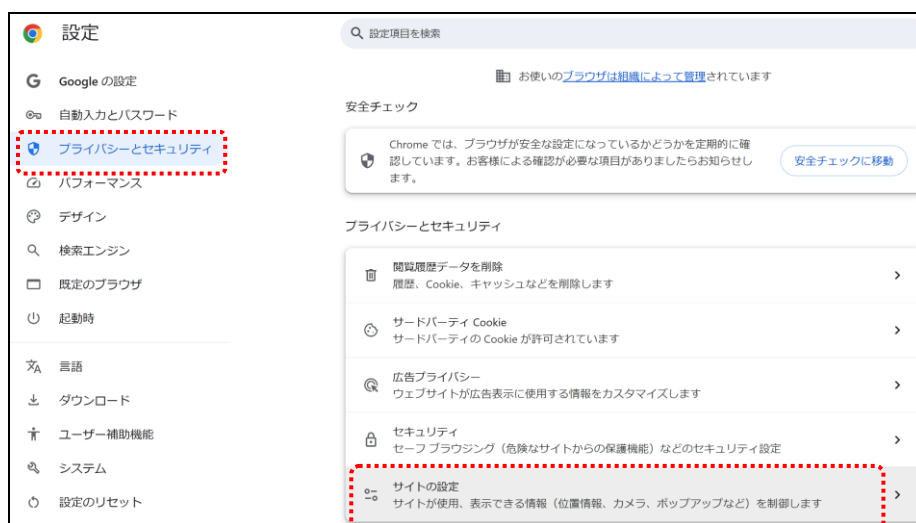 設定
設定項目を検索
Google の設定
自動入力とパスワード
プライバシーとセキュリティ
パフォーマンス
デザイン
検索エンジン
既定のブラウザ
起動時
言語
ダウンロード
ユーザー補助機能
システム
設定のリセット
お使いのブラウザは組織によって管理されています
安全チェック
Chrome では、ブラウザが安全な設定になっているかどうかを定期的に確
認しています。お客様による確認が必要な項目がありましたらお知らせし
ます。
安全チェックに移動
プライバシーとセキュリティ
閲覧履歴データを削除
履歴、Cookie、キャッシュなどを削除します
サードパーティ Cookie
サードパーティの Cookie が許可されています
広告プライバシー
ウェブサイトが広告表示に使用する情報をカスタマイズします
セキュリティ
セーフ ブラウジング（危険なサイトからの保護機能）などのセキュリティ設定
サイトの設定
サイトが使用、表示できる情報（位置情報、カメラ、ポップアップなど）を制御します